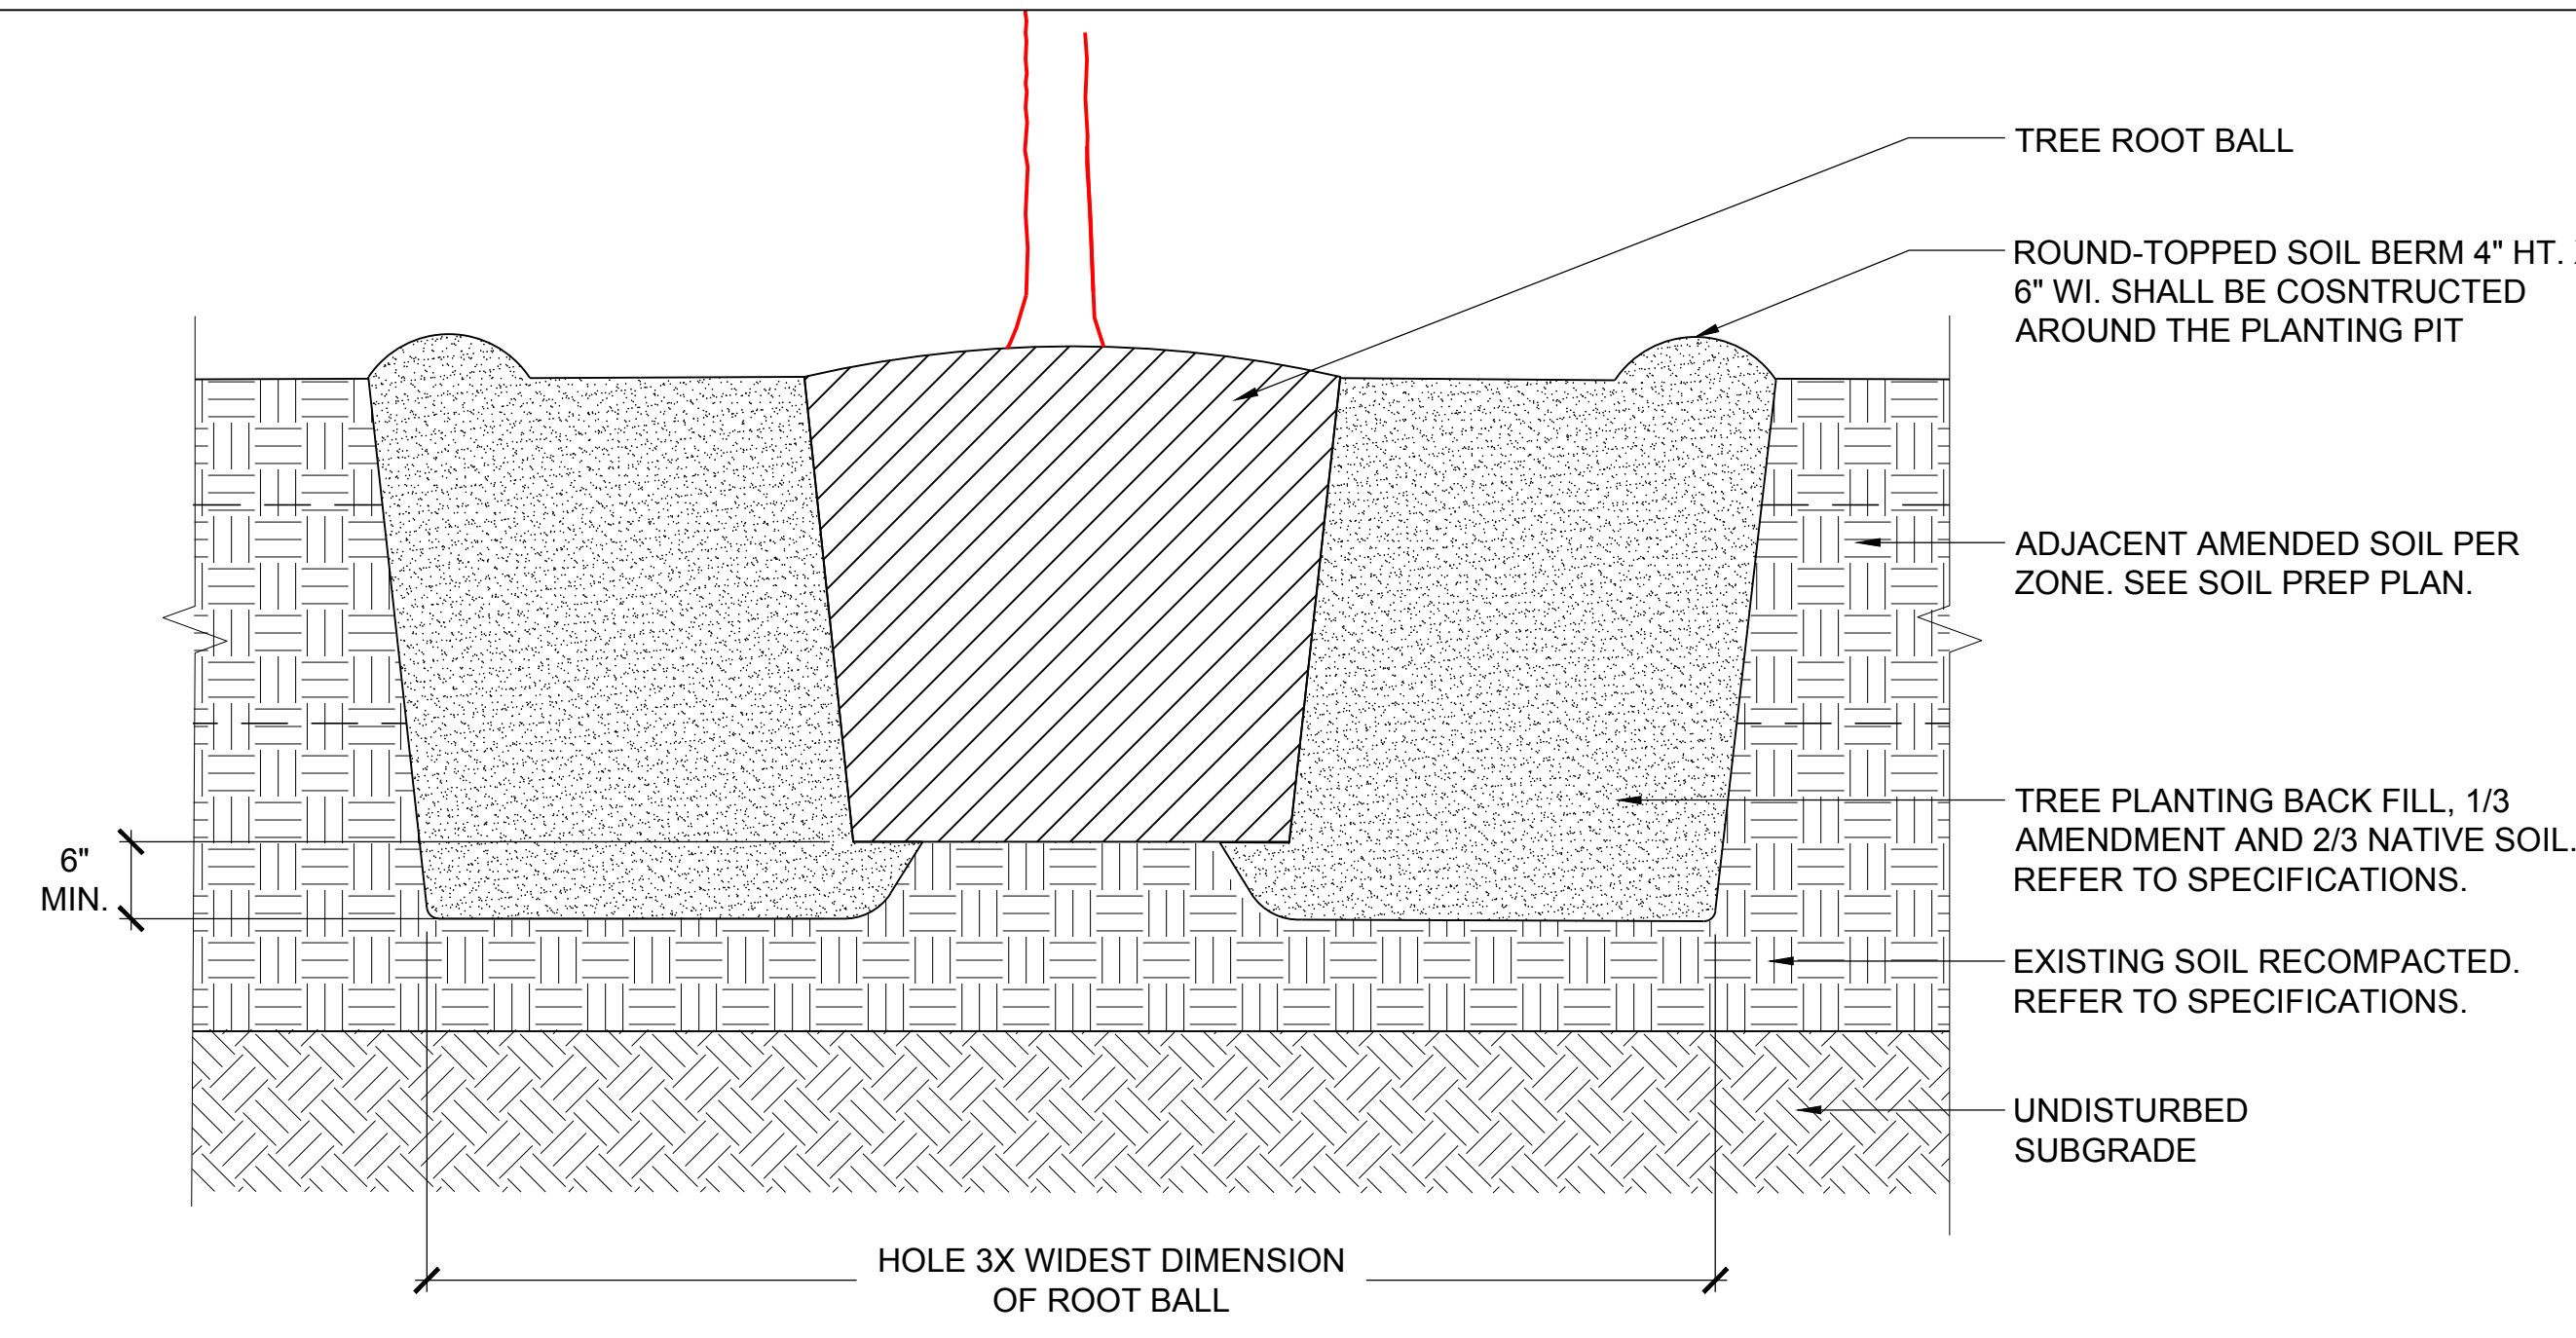 TREE ROOT BALL
ROUND-TOPPED SOIL BERM 4" HT.
6" WI. SHALL BE COSNTRUCTED
AROUND THE PLANTING PIT
ADJACENT AMENDED SOIL PER
ZONE. SEE SOIL PREP PLAN.
TREE PLANTING BACK FILL, 1/3
AMENDMENT AND 2/3 NATIVE SOIL.
REFER TO SPECIFICATIONS.
6"
MIN.
EXISTING SOIL RECOMPACTED.
REFER TO SPECIFICATIONS.
UNDISTURBED
SUBGRADE
HOLE 3X WIDEST DIMENSION
OF ROOT BALL